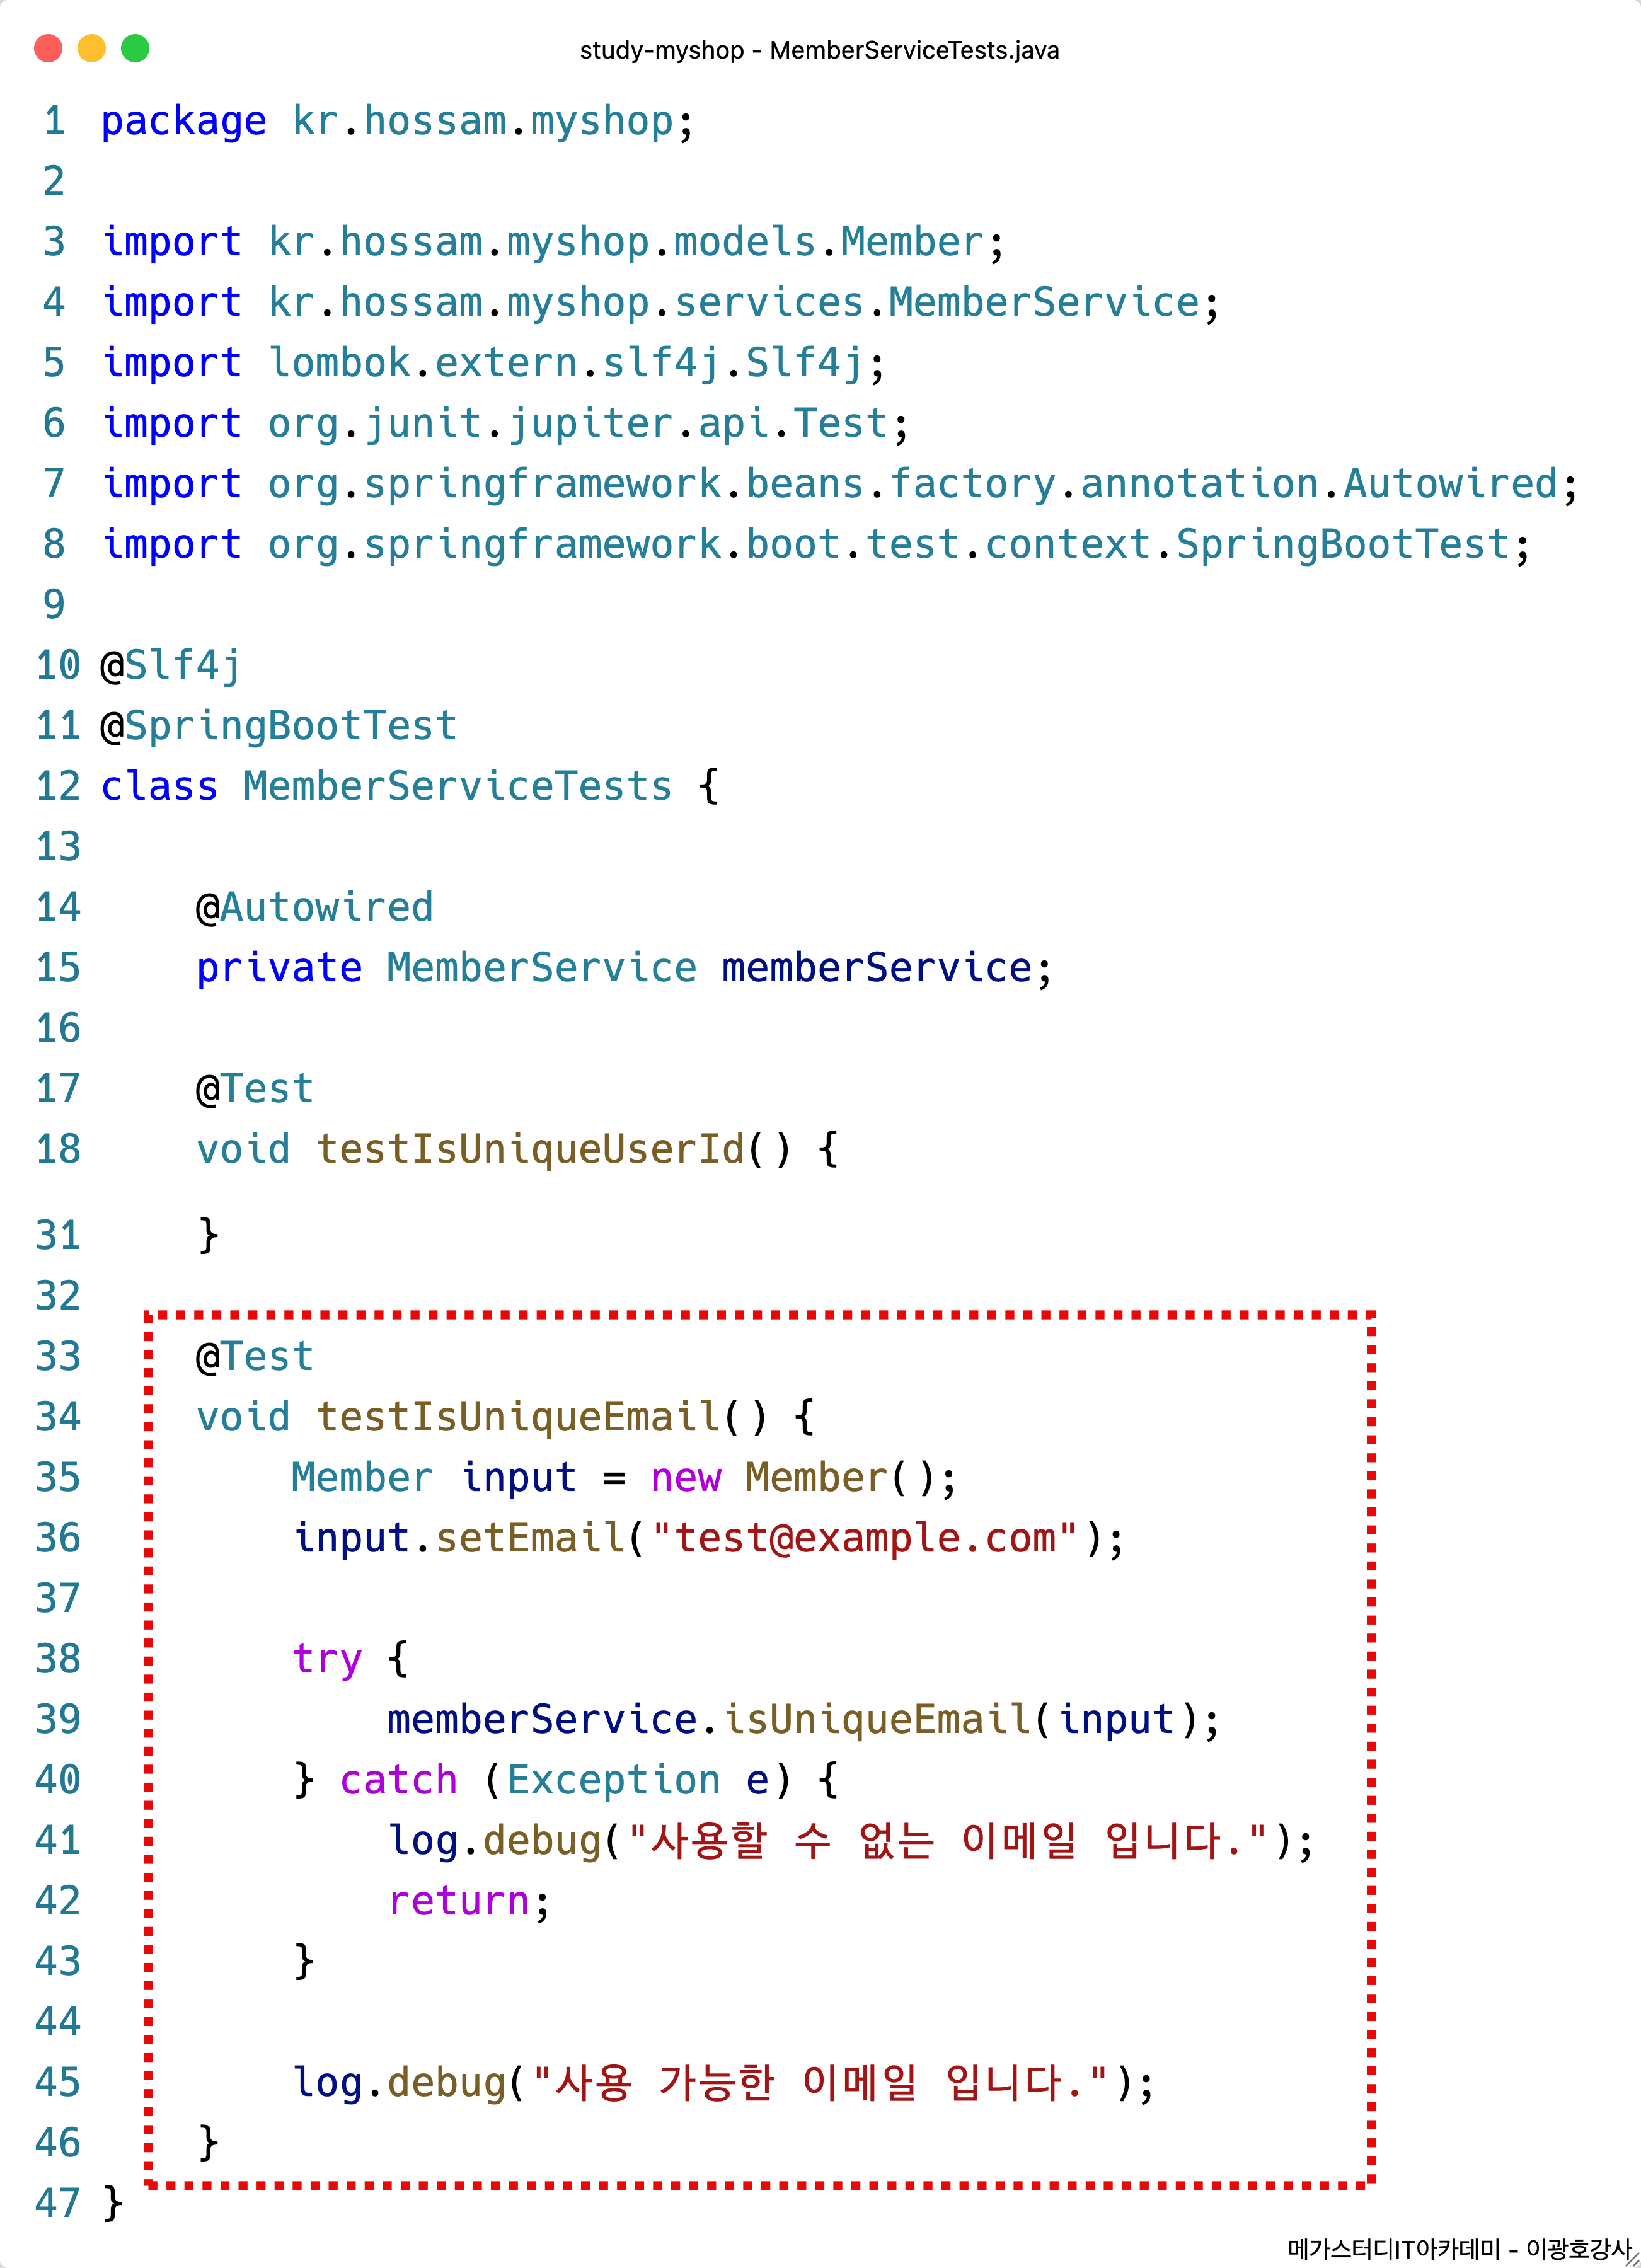 study-myshop - MemberServiceTests.java
1 package kr.hossam.myshop;
2
3 import kr.hossam.myshop.models.Member;
4 import kr.hossam.myshop.services.MemberService;
5 import lombok.extern.slf4j.Slf4j;
6 import org.junit.jupiter.api.Test;
7 import org.springframework.beans.factory.annotation.Autowired;
8 import org.springframework.boot.test.context.SpringBootTest;
9
10 @Slf4j
11 @SpringBootTest
12 class MemberServiceTests {
13
14     @Autowired
15     private MemberService memberService;
16
17     @Test
18     void testIsUniqueUserId() {
31     }
32
33     @Test
34     void testIsUniqueEmail() {
35         Member input = new Member();
36         input.setEmail("test@example.com");
37
38         try {
39             memberService.isUniqueEmail(input);
40         } catch (Exception e) {
41             log.debug("사용할 수 없는 이메일 입니다.");
42             return;
43         }
44
45         log.debug("사용 가능한 이메일 입니다.");
46     }
47 }
메가스터디IT아카데미 - 이광호강사